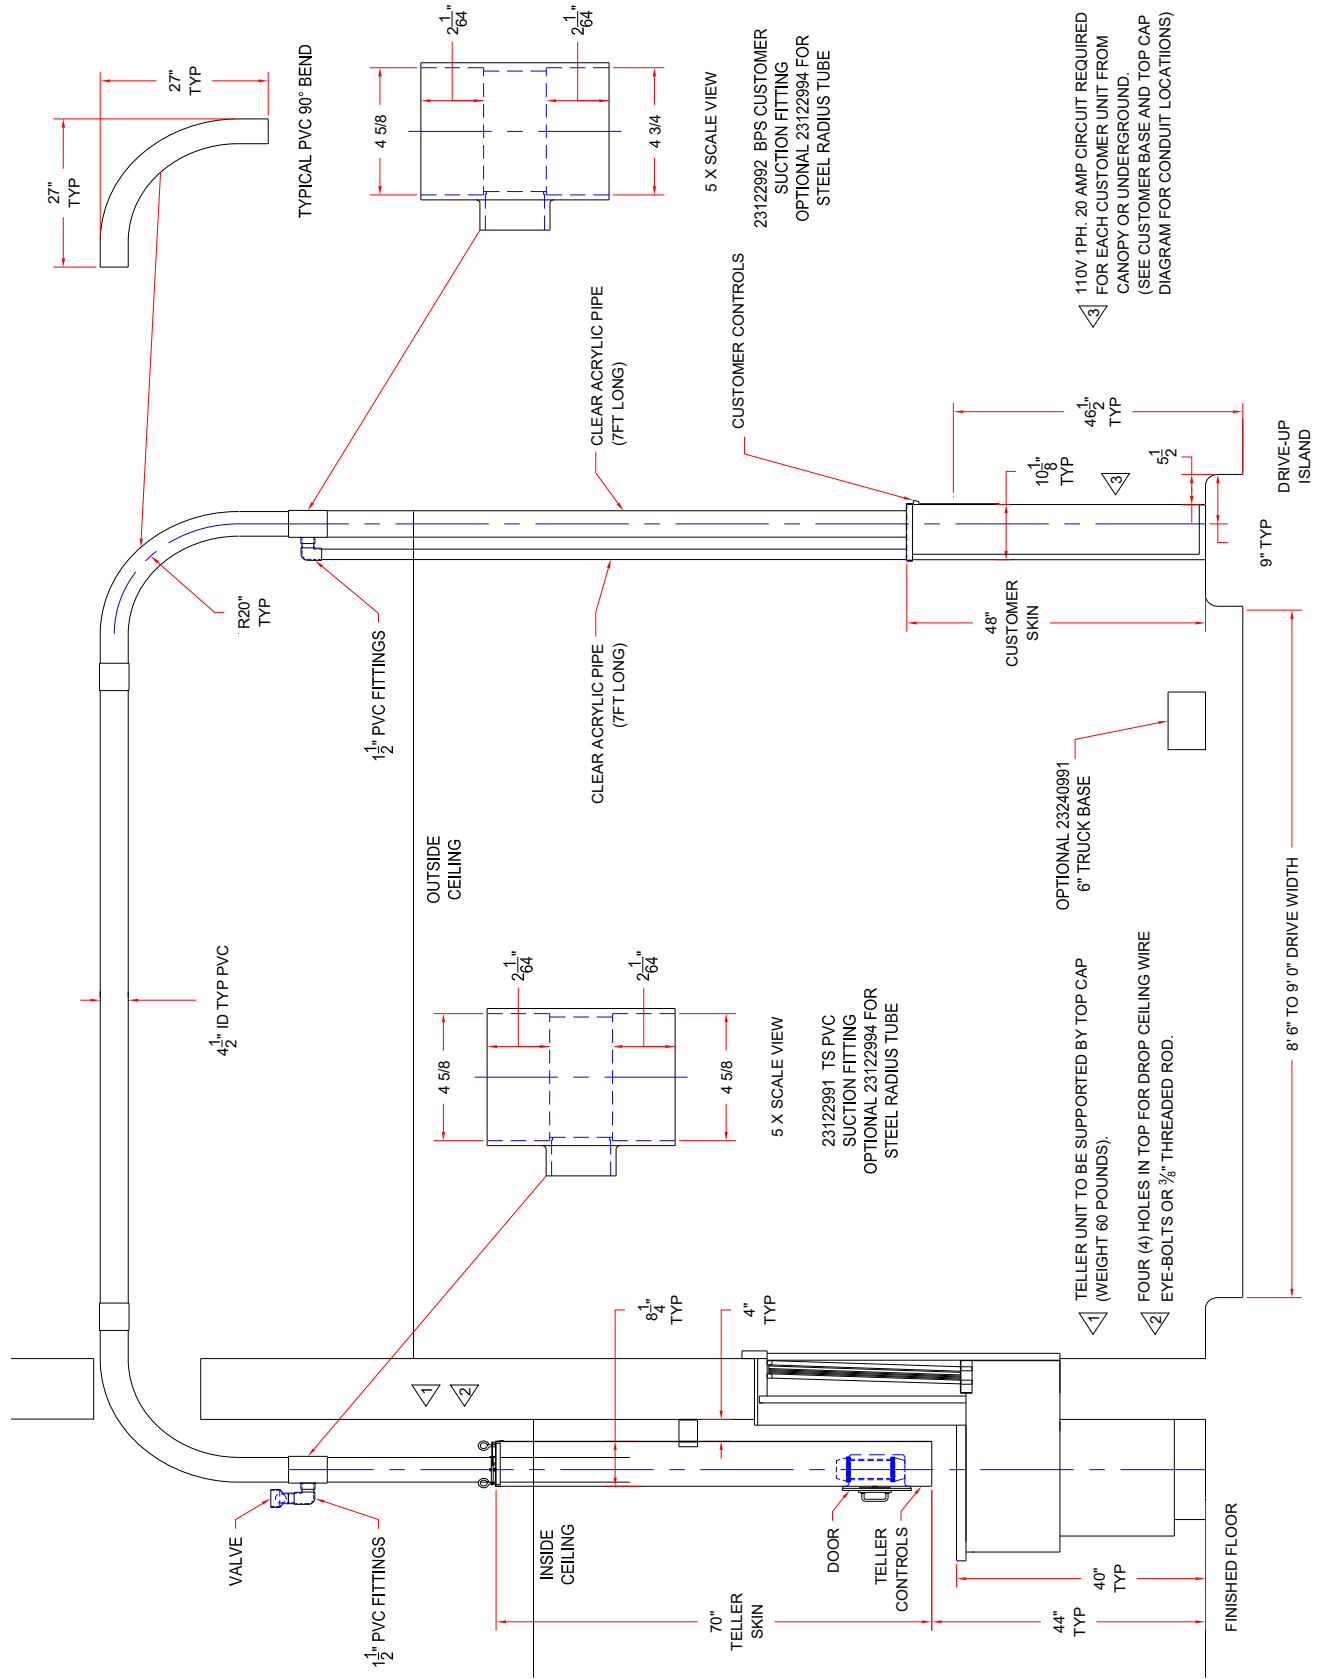 VALVE
1 1/2" PVC FITTINGS
INSIDE
CEILING
70"
TELLER
SKIN
DOOR
TELLER
CONTROLS
44"
TYP
40"
TYP
FINISHED FLOOR
1
2
8 1/4"
TYP
4"
TYP
4 1/2" ID TYP PVC
4 5/8
2 1/64"
2 1/64"
4 5/8
5 X SCALE VIEW
23122991 TS PVC
SUCTION FITTING
OPTIONAL 23122994 FOR
STEEL RADIUS TUBE
1
TELLER UNIT TO BE SUPPORTED BY TOP CAP
(WEIGHT 60 POUNDS).
2
FOUR (4) HOLES IN TOP FOR DROP CEILING WIRE
EYE-BOLTS OR 3/8" THREADED ROD.
OUTSIDE
CEILING
OPTIONAL 23240991
6" TRUCK BASE
8' 6" TO 9' 0" DRIVE WIDTH
R20"
TYP
1 1/2" PVC FITTINGS
CLEAR ACRYLIC PIPE
(7FT LONG)
CLEAR ACRYLIC PIPE
(7FT LONG)
CUSTOMER CONTROLS
48"
CUSTOMER
SKIN
10 1/8"
TYP
3
46 1/2"
TYP
5 1/2
9" TYP
DRIVE-UP
ISLAND
27"
TYP
27"
TYP
TYPICAL PVC 90° BEND
4 5/8
2 1/64"
2 1/64"
4 3/4
5 X SCALE VIEW
23122992 BPS CUSTOMER
SUCTION FITTING
OPTIONAL 23122994 FOR
STEEL RADIUS TUBE
3
110V 1PH. 20 AMP CIRCUIT REQUIRED
FOR EACH CUSTOMER UNIT FROM
CANOPY OR UNDERGROUND.
(SEE CUSTOMER BASE AND TOP CAP
DIAGRAM FOR CONDUIT LOCATIIONS)